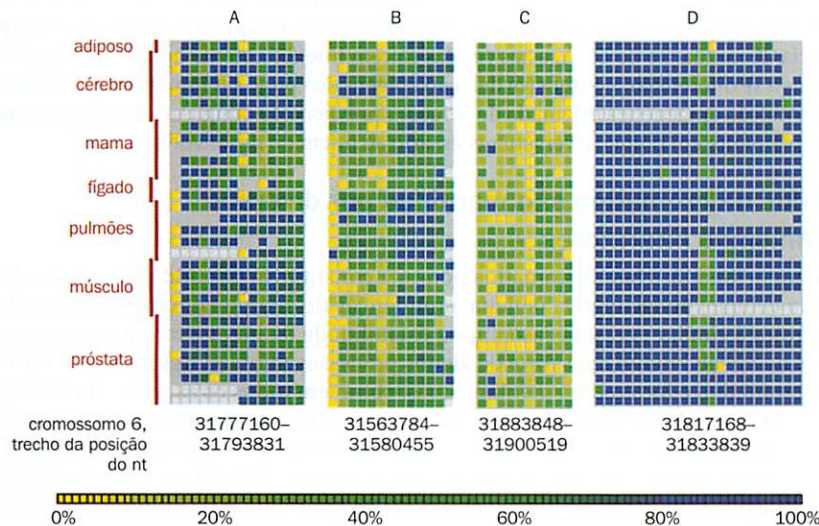 A B C D
adiposo
cérebro
mama
fígado
pulmões
músculo
próstata
cromossomo 6,
trecho da posição
do nt
31777160–
31793831
31563784–
31580455
31883848–
31900519
31817168–
31833839
0% 20% 40% 60% 80% 100%